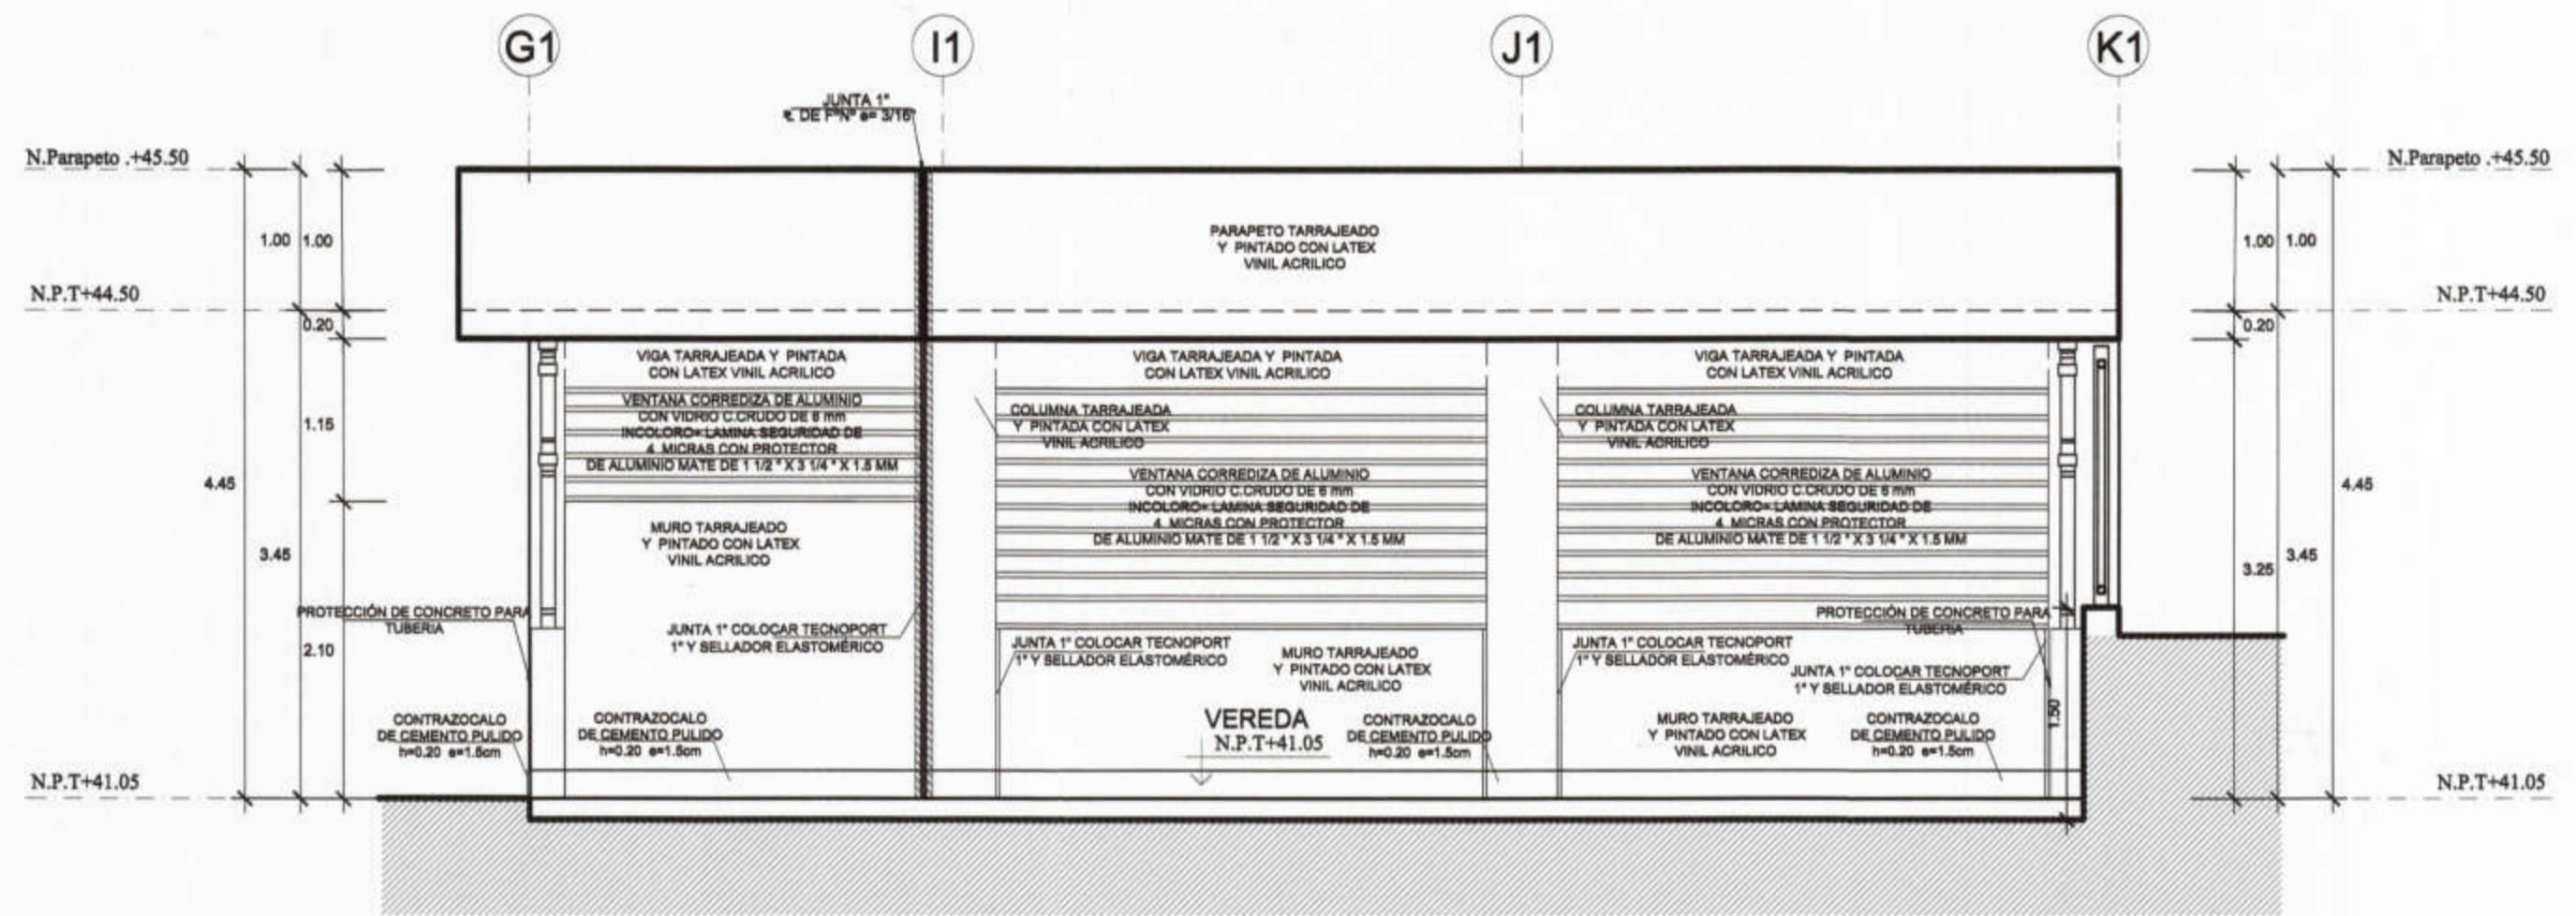 G1
I1
J1
K1
JUNTA 1"
DE FºNº e= 3/16"
N.Parapeto .+45.50
N.Parapeto .+45.50
1.00
1.00
PARAPETO TARRAJEADO
Y PINTADO CON LATEX
VINIL ACRILICO
1.00
1.00
N.P.T+44.50
N.P.T+44.50
0.20
0.20
VIGA TARRAJEADA Y PINTADA
CON LATEX VINIL ACRILICO
VIGA TARRAJEADA Y PINTADA
CON LATEX VINIL ACRILICO
VIGA TARRAJEADA Y PINTADA
CON LATEX VINIL ACRILICO
VENTANA CORREDIZA DE ALUMINIO
CON VIDRIO C.CRUDO DE 6 mm
INCOLORO+ LAMINA SEGURIDAD DE
4 MICRAS CON PROTECTOR
DE ALUMINIO MATE DE 1 1/2 " X 3 1/4 " X 1.5 MM
COLUMNA TARRAJEADA
Y PINTADA CON LATEX
VINIL ACRILICO
COLUMNA TARRAJEADA
Y PINTADA CON LATEX
VINIL ACRILICO
1.15
VENTANA CORREDIZA DE ALUMINIO
CON VIDRIO C.CRUDO DE 6 mm
INCOLORO+ LAMINA SEGURIDAD DE
4 MICRAS CON PROTECTOR
DE ALUMINIO MATE DE 1 1/2 " X 3 1/4 " X 1.5 MM
VENTANA CORREDIZA DE ALUMINIO
CON VIDRIO C.CRUDO DE 6 mm
INCOLORO+ LAMINA SEGURIDAD DE
4 MICRAS CON PROTECTOR
DE ALUMINIO MATE DE 1 1/2 " X 3 1/4 " X 1.5 MM
4.45
4.45
MURO TARRAJEADO
Y PINTADO CON LATEX
VINIL ACRILICO
3.45
3.25
3.45
PROTECCIÓN DE CONCRETO PARA
TUBERIA
PROTECCIÓN DE CONCRETO PARA
TUBERIA
2.10
JUNTA 1" COLOCAR TECNOPORT
1" Y SELLADOR ELASTOMÉRICO
JUNTA 1" COLOCAR TECNOPORT
1" Y SELLADOR ELASTOMÉRICO
MURO TARRAJEADO
Y PINTADO CON LATEX
VINIL ACRILICO
JUNTA 1" COLOCAR TECNOPORT
1" Y SELLADOR ELASTOMÉRICO
JUNTA 1" COLOCAR TECNOPORT
1" Y SELLADOR ELASTOMÉRICO
1.50
CONTRAZOCALO
DE CEMENTO PULIDO
h=0.20 e=1.5cm
CONTRAZOCALO
DE CEMENTO PULIDO
h=0.20 e=1.5cm
VEREDA
N.P.T+41.05
CONTRAZOCALO
DE CEMENTO PULIDO
h=0.20 e=1.5cm
MURO TARRAJEADO
Y PINTADO CON LATEX
VINIL ACRILICO
CONTRAZOCALO
DE CEMENTO PULIDO
h=0.20 e=1.5cm
N.P.T+41.05
N.P.T+41.05